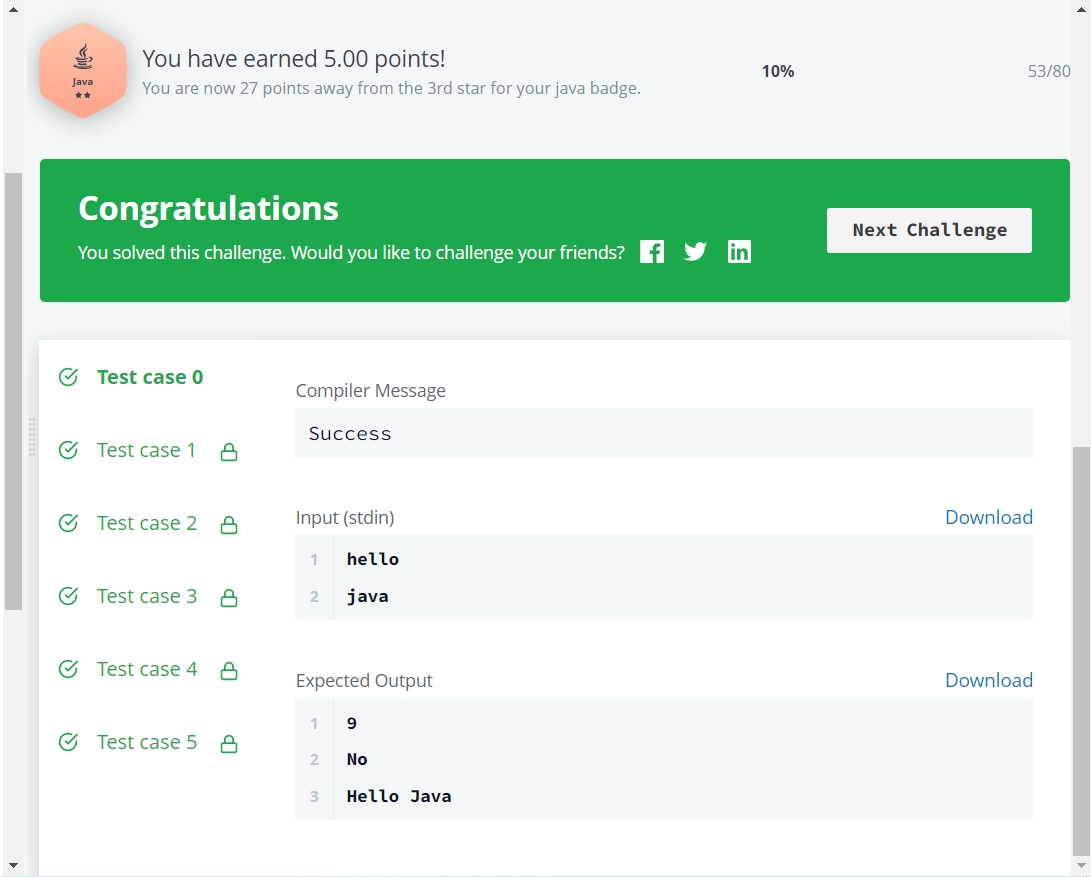 You have earned 5.00 points!
Java
10%
53/80
You are now 27 points away from the 3rd star for your java badge.
Congratulations
You solved this challenge. Would you like to challenge your friends?
Next Challenge
Test case 0
Test case 1
Test case 2
Test case 3
Test case 4
Test case 5
Compiler Message
Success
Input (stdin)
Download
1 hello
2 java
Expected Output
Download
1 9
2 No
3 Hello Java